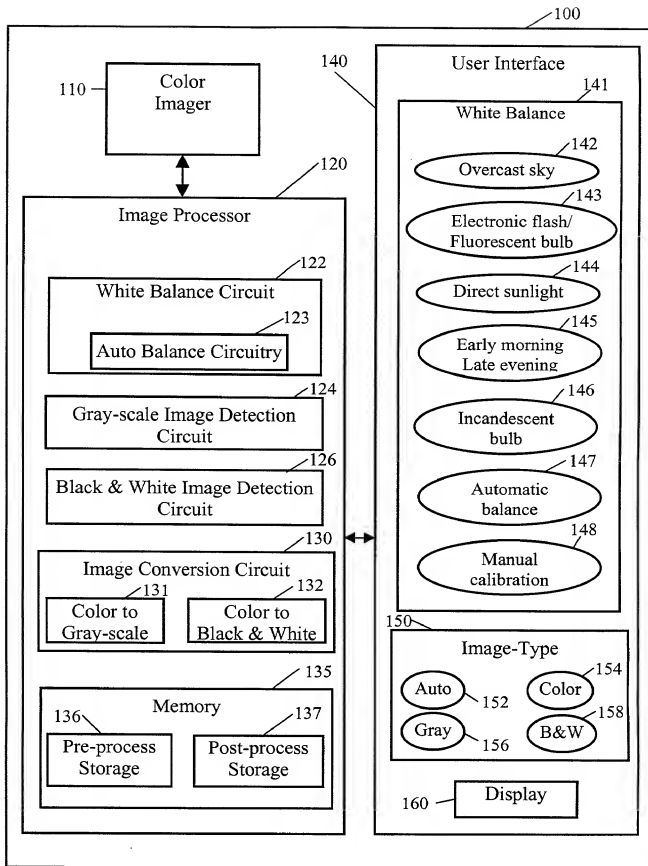 100
110
Color
Imager
120
Image Processor
122
White Balance Circuit
123
Auto Balance Circuitry
124
Gray-scale Image Detection
Circuit
126
Black & White Image Detection
Circuit
130
Image Conversion Circuit
131
Color to
Gray-scale
132
Color to
Black & White
135
Memory
136
Pre-process
Storage
137
Post-process
Storage
140
User Interface
141
White Balance
142
Overcast sky
143
Electronic flash/
Fluorescent bulb
144
Direct sunlight
145
Early morning
Late evening
146
Incandescent
bulb
147
Automatic
balance
148
Manual
calibration
150
Image-Type
Auto
152
Color
154
Gray
156
B&W
158
160
Display